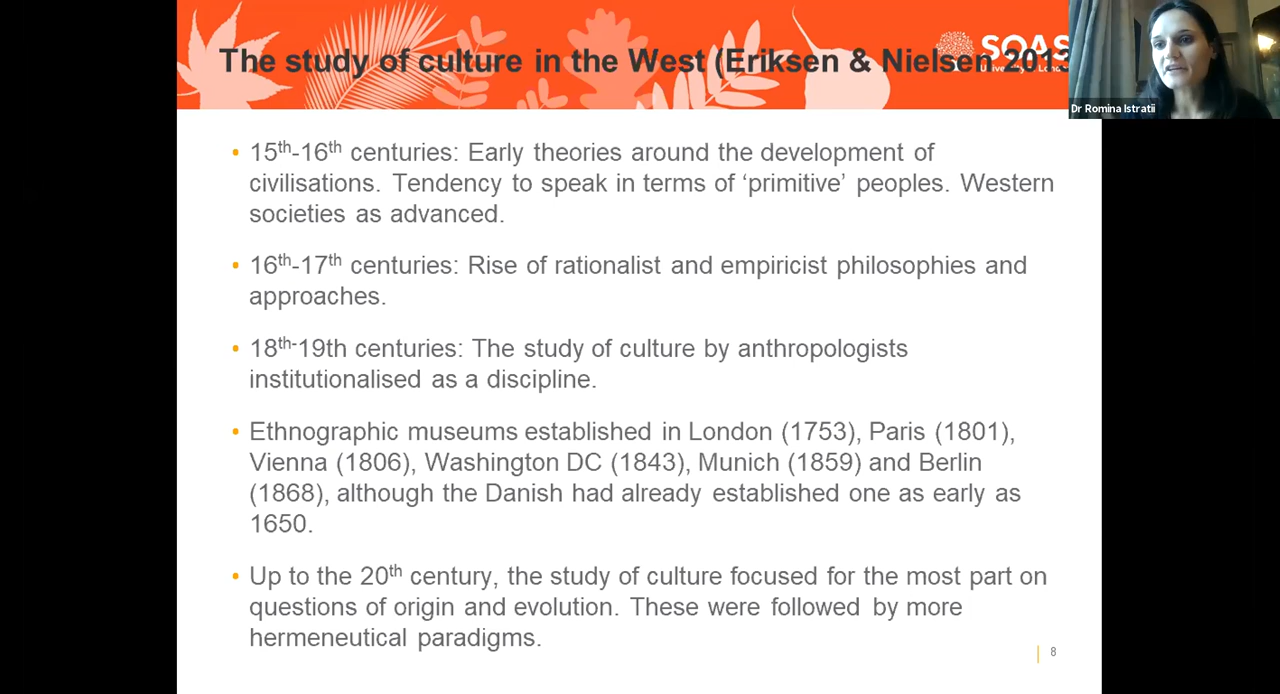 The study of culture in the West (Eriksen & Nielsen 2013
SOAS
University of London
Dr Romina Istratii
• 15th-16th centuries: Early theories around the development of
civilisations. Tendency to speak in terms of ‘primitive’ peoples. Western
societies as advanced.
• 16th-17th centuries: Rise of rationalist and empiricist philosophies and
approaches.
• 18th-19th centuries: The study of culture by anthropologists
institutionalised as a discipline.
• Ethnographic museums established in London (1753), Paris (1801),
Vienna (1806), Washington DC (1843), Munich (1859) and Berlin
(1868), although the Danish had already established one as early as
1650.
• Up to the 20th century, the study of culture focused for the most part on
questions of origin and evolution. These were followed by more
hermeneutical paradigms.
8